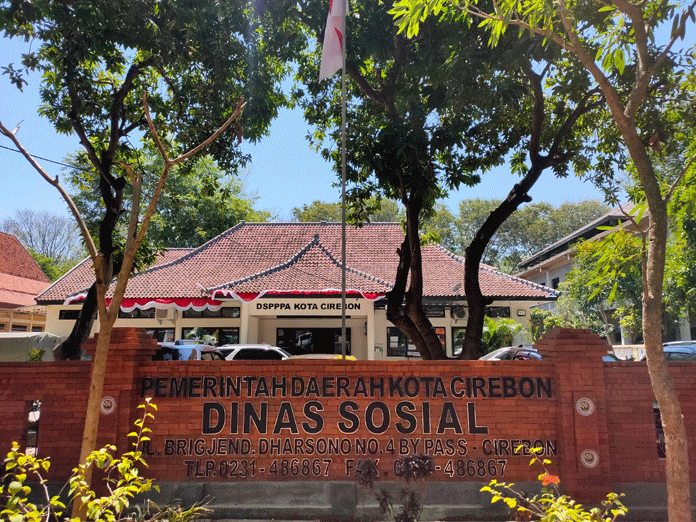 DSPPPA KOTA CIREBON
PEMERINTAH DAERAH KOTA CIREBON
DINAS SOSIAL
JL. BRIGJEND. DHARSONO NO. 4 BY PASS - CIREBON
TLP. 0231 - 486867 FAX. 0231 - 486867